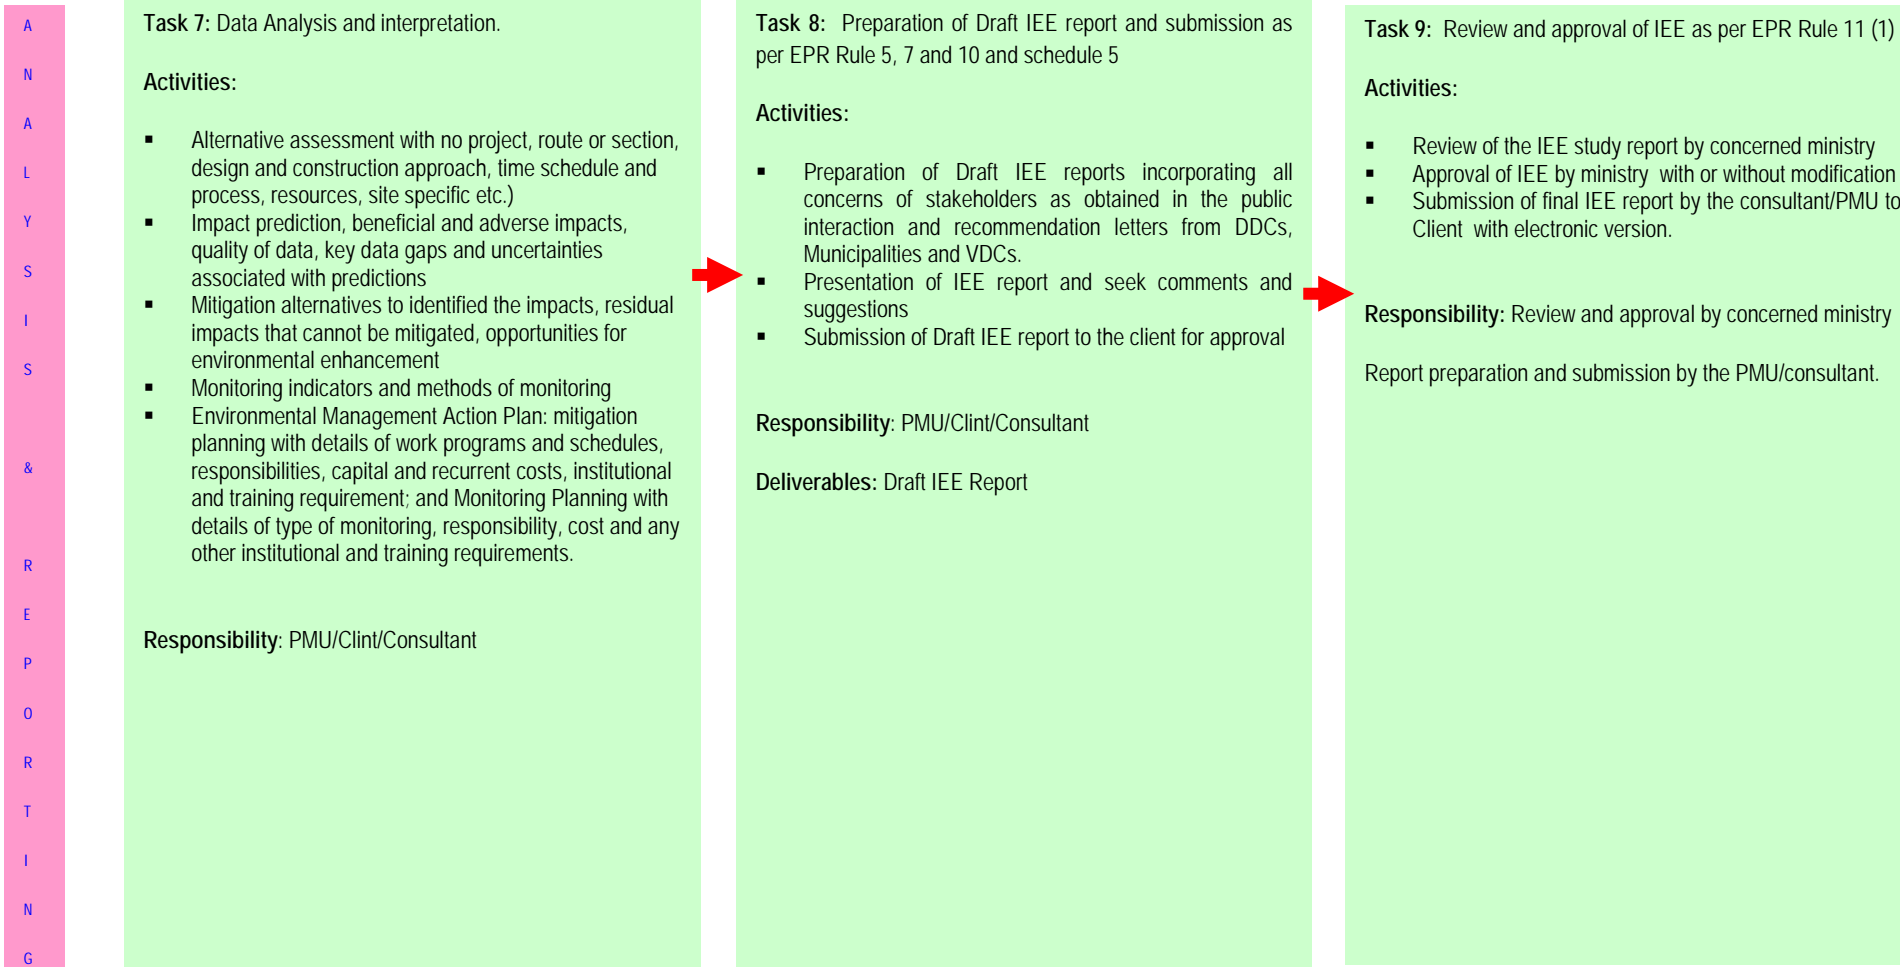 A
N
A
L
Y
S
I
S
&
R
E
P
O
R
T
I
N
G
Task 7: Data Analysis and interpretation.
Activities:
▪ Alternative assessment with no project, route or section,
design and construction approach, time schedule and
process, resources, site specific etc.)
▪ Impact prediction, beneficial and adverse impacts,
quality of data, key data gaps and uncertainties
associated with predictions
▪ Mitigation alternatives to identified the impacts, residual
impacts that cannot be mitigated, opportunities for
environmental enhancement
▪ Monitoring indicators and methods of monitoring
▪ Environmental Management Action Plan: mitigation
planning with details of work programs and schedules,
responsibilities, capital and recurrent costs, institutional
and training requirement; and Monitoring Planning with
details of type of monitoring, responsibility, cost and any
other institutional and training requirements.
Responsibility: PMU/Clint/Consultant
Task 8: Preparation of Draft IEE report and submission as
per EPR Rule 5, 7 and 10 and schedule 5
Activities:
▪ Preparation of Draft IEE reports incorporating all
concerns of stakeholders as obtained in the public
interaction and recommendation letters from DDCs,
Municipalities and VDCs.
▪ Presentation of IEE report and seek comments and
suggestions
▪ Submission of Draft IEE report to the client for approval
Responsibility: PMU/Clint/Consultant
Deliverables: Draft IEE Report
Task 9: Review and approval of IEE as per EPR Rule 11 (1)
Activities:
▪ Review of the IEE study report by concerned ministry
▪ Approval of IEE by ministry with or without modification
▪ Submission of final IEE report by the consultant/PMU to
Client with electronic version.
Responsibility: Review and approval by concerned ministry
Report preparation and submission by the PMU/consultant.